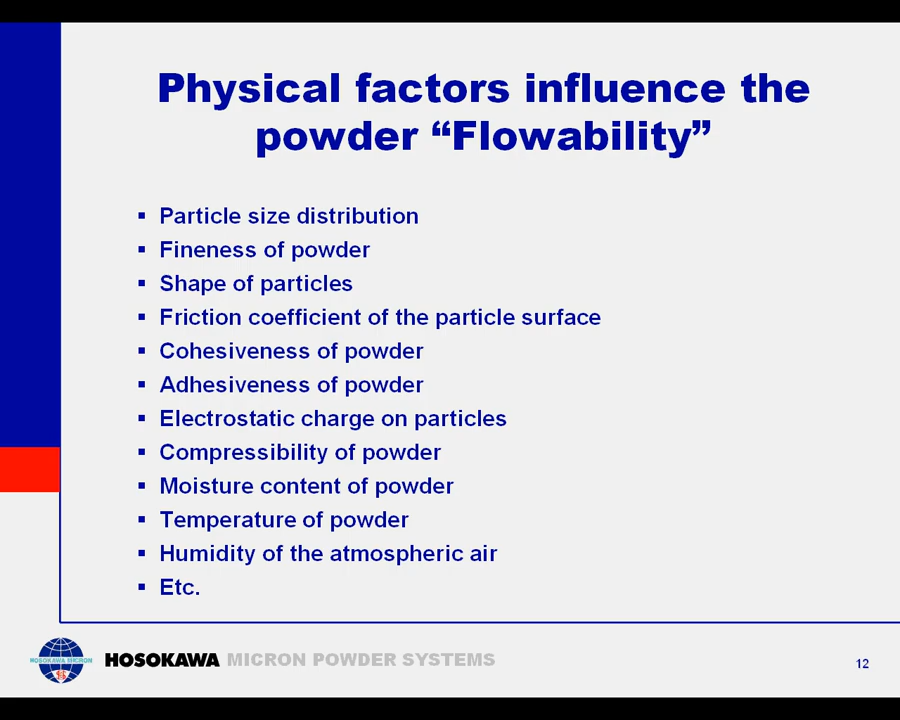 Physical factors influence the
powder “Flowability”
▪ Particle size distribution
▪ Fineness of powder
▪ Shape of particles
▪ Friction coefficient of the particle surface
▪ Cohesiveness of powder
▪ Adhesiveness of powder
▪ Electrostatic charge on particles
▪ Compressibility of powder
▪ Moisture content of powder
▪ Temperature of powder
▪ Humidity of the atmospheric air
▪ Etc.
HOSOKAWA MICRON
HOSOKAWA MICRON POWDER SYSTEMS
12